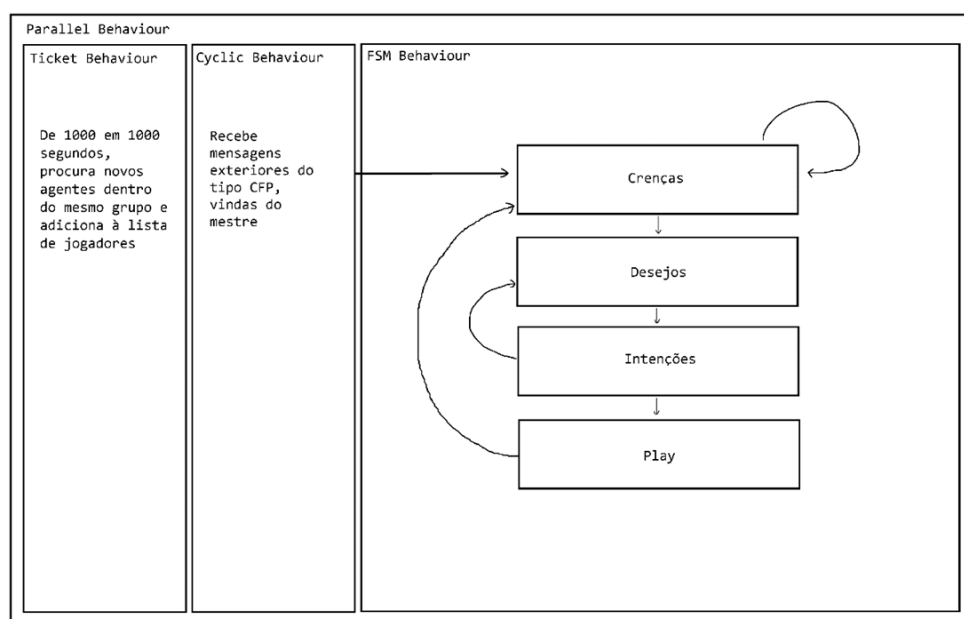 Parallel Behaviour
Ticket Behaviour
De 1000 em 1000
segundos,
procura novos
agentes dentro
do mesmo grupo e
adiciona à lista
de jogadores
Cyclic Behaviour
Recebe
mensagens
exteriores do
tipo CFP,
vindas do
mestre
FSM Behaviour
Crenças
Desejos
Intenções
Play